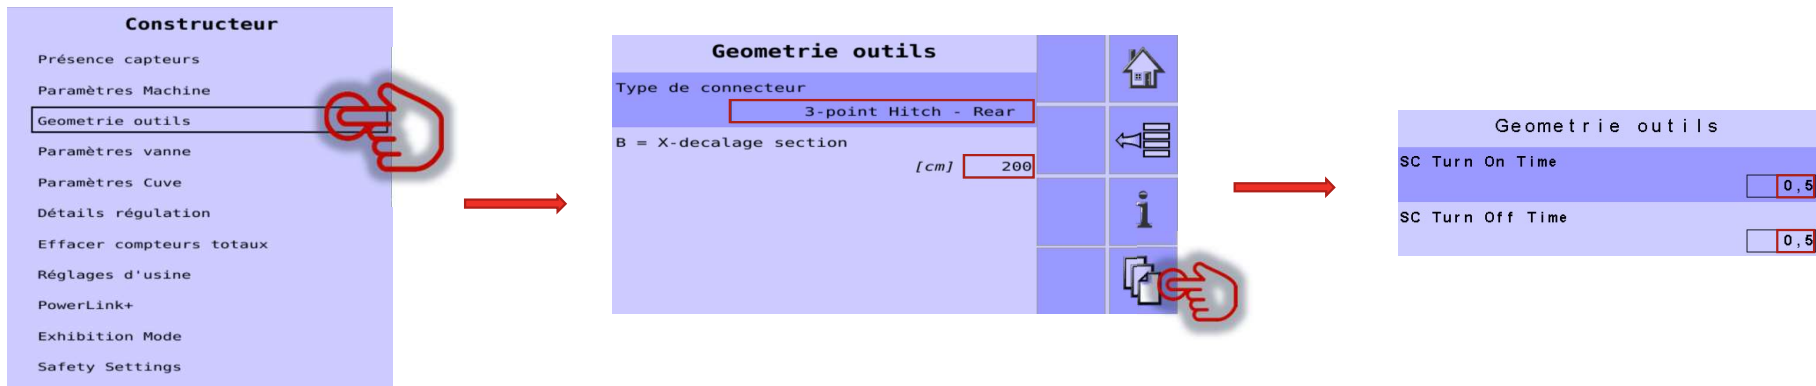 Constructeur
Présence capteurs
Paramètres Machine
Geometrie outils
Paramètres vanne
Paramètres Cuve
Détails régulation
Effacer compteurs totaux
Réglages d'usine
PowerLink+
Exhibition Mode
Safety Settings
Geometrie outils
Type de connecteur
3-point Hitch - Rear
B = X-decalage section
[cm] 200
i
Geometrie outils
SC Turn On Time
0,5
SC Turn Off Time
0,5